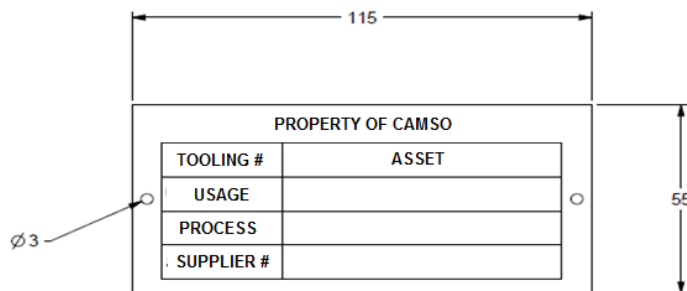 115
PROPERTY OF CAMSO
TOOLING # ASSET
USAGE
55
Ø3
PROCESS
SUPPLIER #